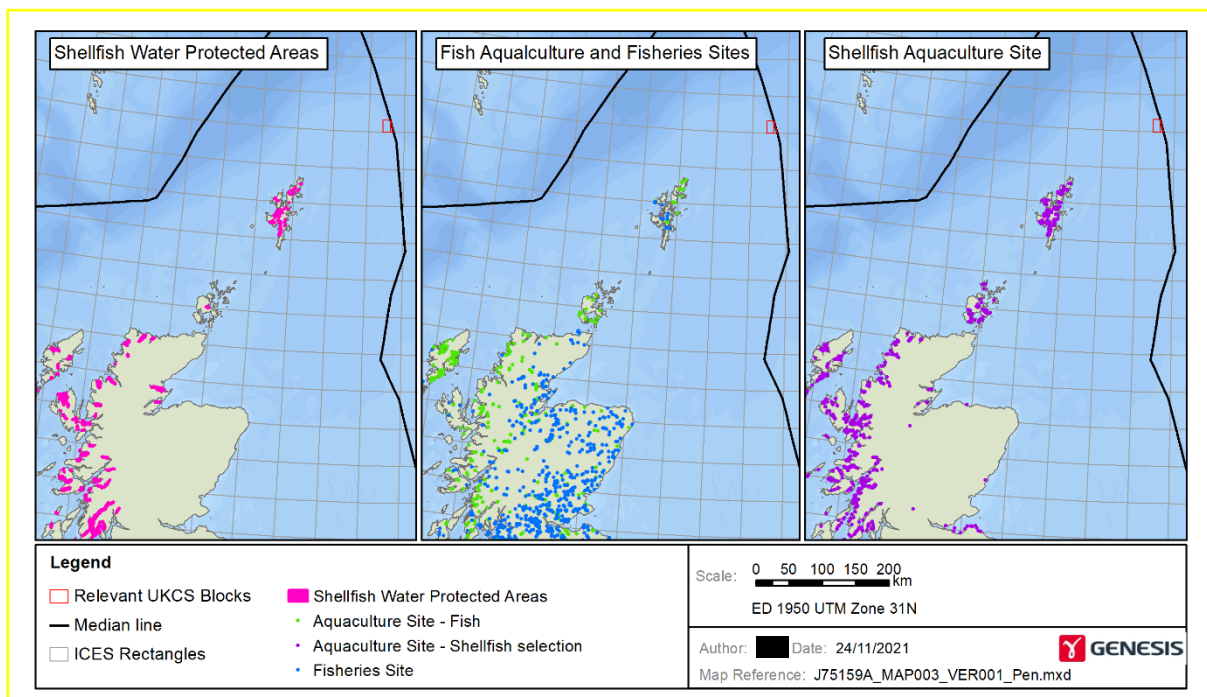 Shellfish Water Protected Areas
Fish Aqualculture and Fisheries Sites
Shellfish Aquaculture Site
Legend
Relevant UKCS Blocks
Median line
ICES Rectangles
Shellfish Water Protected Areas
Aquaculture Site - Fish
Aquaculture Site - Shellfish selection
Fisheries Site
Scale: 0 50 100 150 200
km
ED 1950 UTM Zone 31N
Author: Date: 24/11/2021
GENESIS
Map Reference: J75159A_MAP003_VER001_Pen.mxd